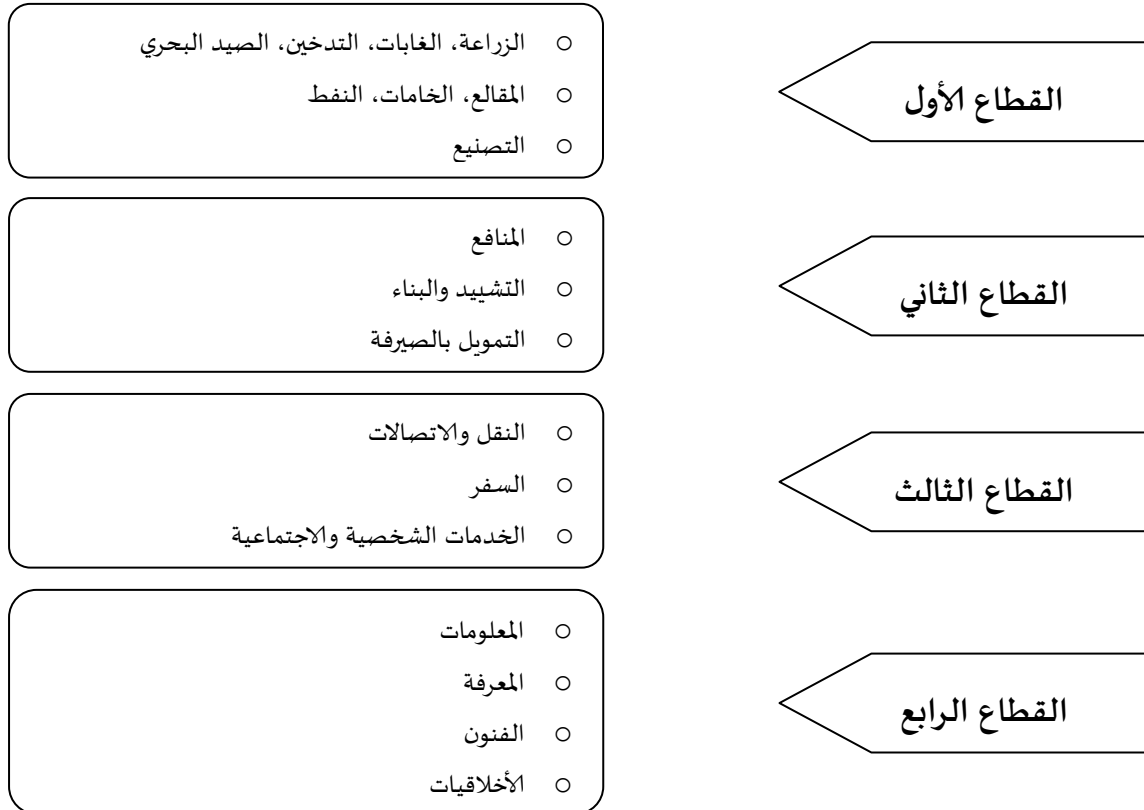 القطاع الأول
○ الزراعة، الغابات، التدخين، الصيد البحري
○ المقالع، الخامات، النفط
○ التصنيع
القطاع الثاني
○ المنافع
○ التشييد والبناء
○ التمويل بالصيرفة
القطاع الثالث
○ النقل والاتصالات
○ السفر
○ الخدمات الشخصية والاجتماعية
القطاع الرابع
○ المعلومات
○ المعرفة
○ الفنون
○ الأخلاقيات